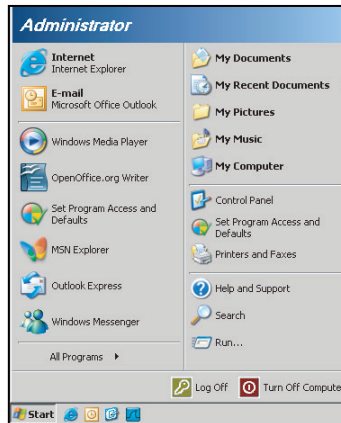 Administrator
Internet
Internet Explorer
E-mail
Microsoft Office Outlook
Windows Media Player
OpenOffice.org Writer
Set Program Access and
Defaults
MSN Explorer
Outlook Express
Windows Messenger
All Programs
My Documents
My Recent Documents
My Pictures
My Music
My Computer
Control Panel
Set Program Access and
Defaults
Printers and Faxes
Help and Support
Search
Run...
Log Off
Turn Off Compute
Start